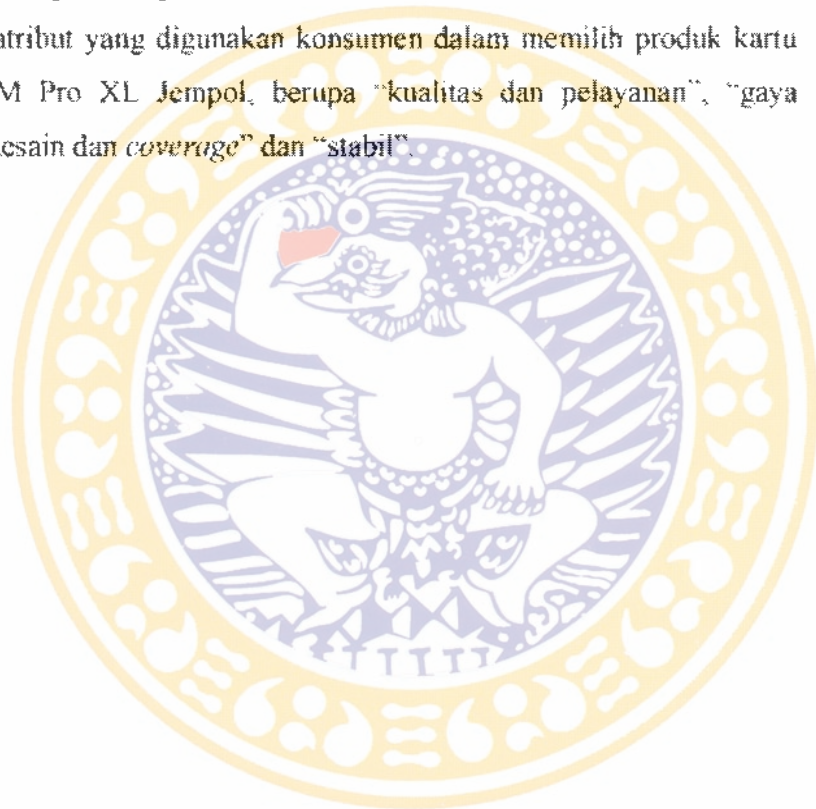 atribut yang digunakan konsumen dalam memilih produk kartu
M Pro XL Jempol, berupa “kualitas dan pelayanan”, “gaya
esain dan coverage” dan “stabil”.